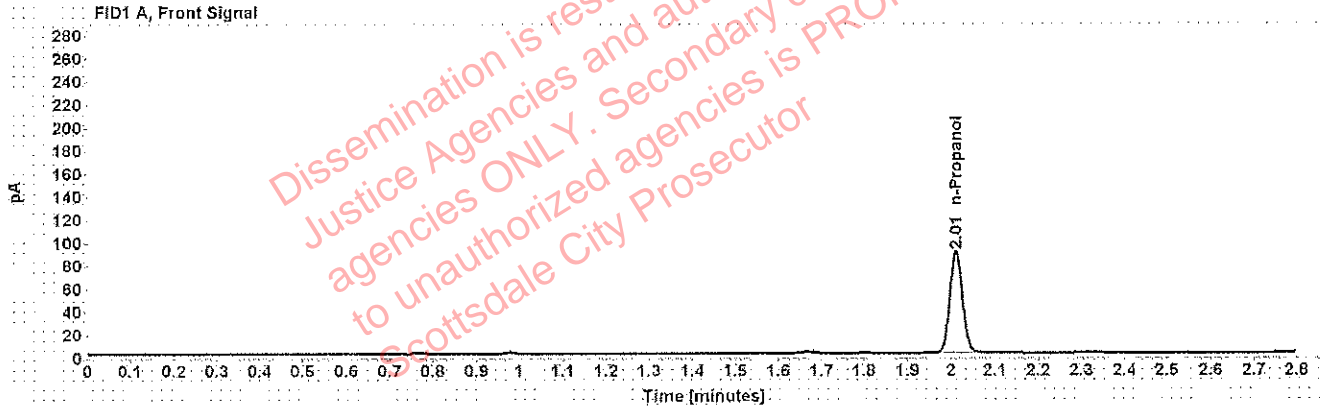 FID1 A, Front Signal
280
260
240
220
200
180
160
140
120
100
80
60
40
20
0
pA
2.01 n-Propanol
0 0.1 0.2 0.3 0.4 0.5 0.6 0.7 0.8 0.9 1 1.1 1.2 1.3 1.4 1.5 1.6 1.7 1.8 1.9 2 2.1 2.2 2.3 2.4 2.5 2.6 2.7 2.8
Time [minutes]
Dissemination is
Justice Agencies and
agencies ONLY. Secondary
to unauthorized agencies is
Scottsdale City Prosecutor